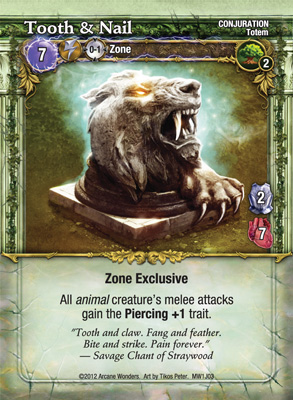 Tooth & Nail
CONJURATION
Totem
7
0-1
Zone
2
2
7
Zone Exclusive
All animal creature's melee attacks
gain the Piercing +1 trait.
"Tooth and claw. Fang and feather.
Bite and strike. Pain forever."
— Savage Chant of Straywood
©2012 Arcane Wonders. Art by Tikos Peter. MW1J03